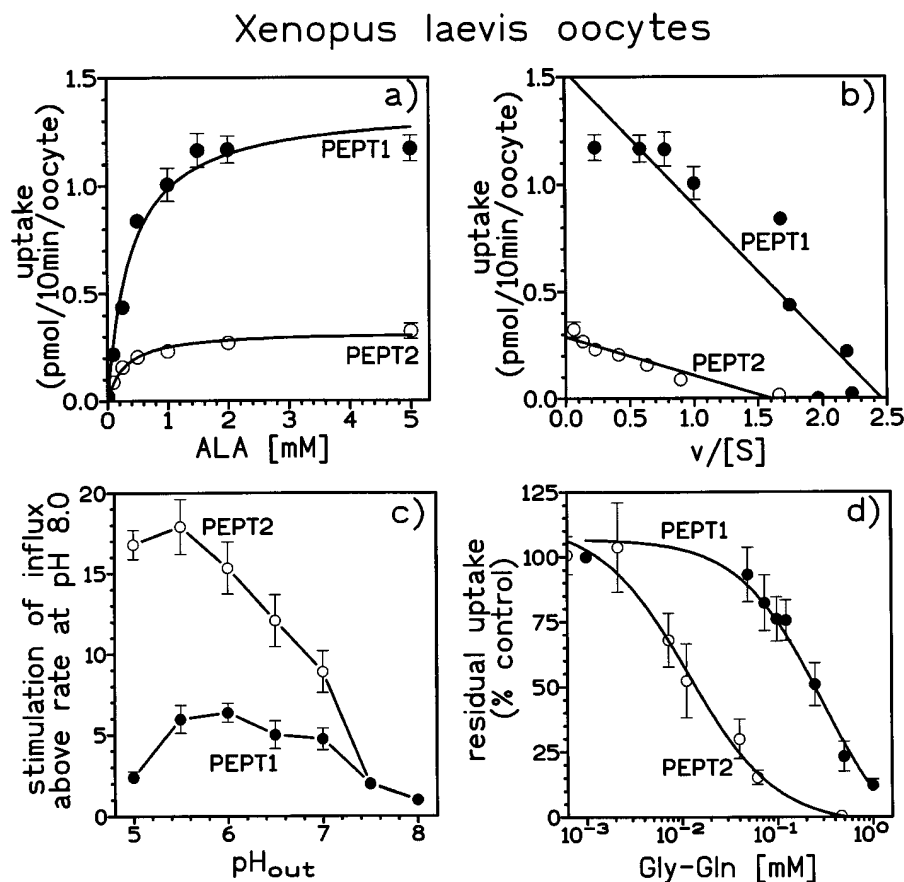 Xenopus laevis oocytes
a)
uptake
(pmol/10min/oocyte)
1.5
1.0
0.5
0.0
PEPT1
PEPT2
0 1 2 3 4 5
ALA [mM]
b)
uptake
(pmol/10min/oocyte)
1.5
1.0
0.5
0.0
PEPT1
PEPT2
0.0 0.5 1.0 1.5 2.0 2.5
v/[S]
c)
stimulation of influx
above rate at pH 8.0
20
15
10
5
0
PEPT2
PEPT1
5 6 7 8
pHout
d)
residual uptake
(% control)
125
100
75
50
25
0
PEPT1
PEPT2
10⁻³ 10⁻² 10⁻¹ 10⁰
Gly-Gln [mM]